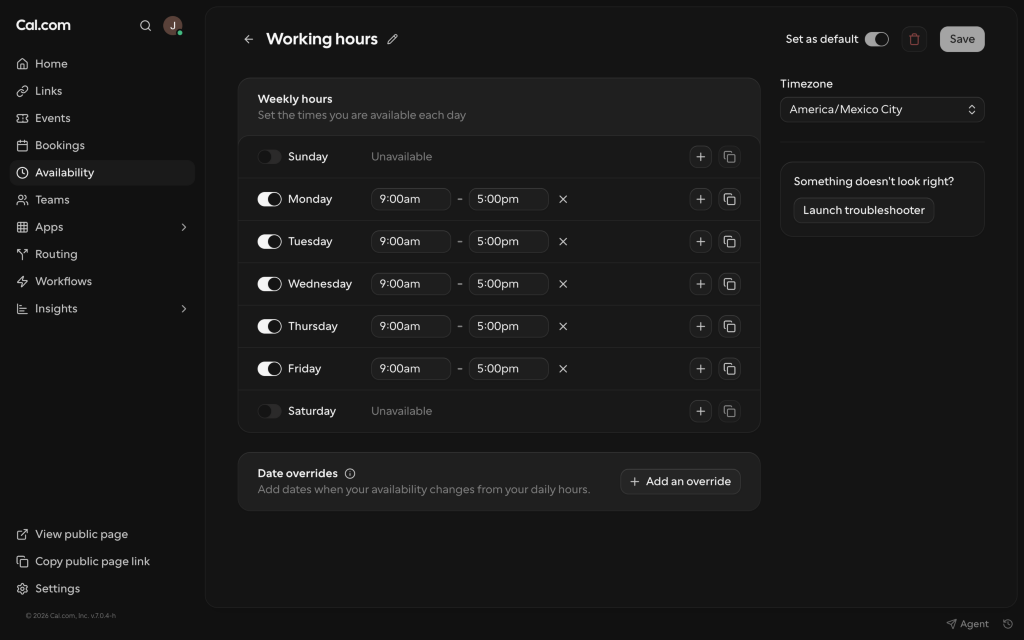 Cal.com
J
Home
Links
Events
Bookings
Availability
Teams
Apps
Routing
Workflows
Insights
View public page
Copy public page link
Settings
© 2026 Cal.com, Inc. v.7.0.4-h
Working hours
Set as default
Save
Weekly hours
Set the times you are available each day
Sunday Unavailable
Monday 9:00am - 5:00pm
Tuesday 9:00am - 5:00pm
Wednesday 9:00am - 5:00pm
Thursday 9:00am - 5:00pm
Friday 9:00am - 5:00pm
Saturday Unavailable
Date overrides
Add dates when your availability changes from your daily hours.
Add an override
Timezone
America/Mexico City
Something doesn't look right?
Launch troubleshooter
Agent